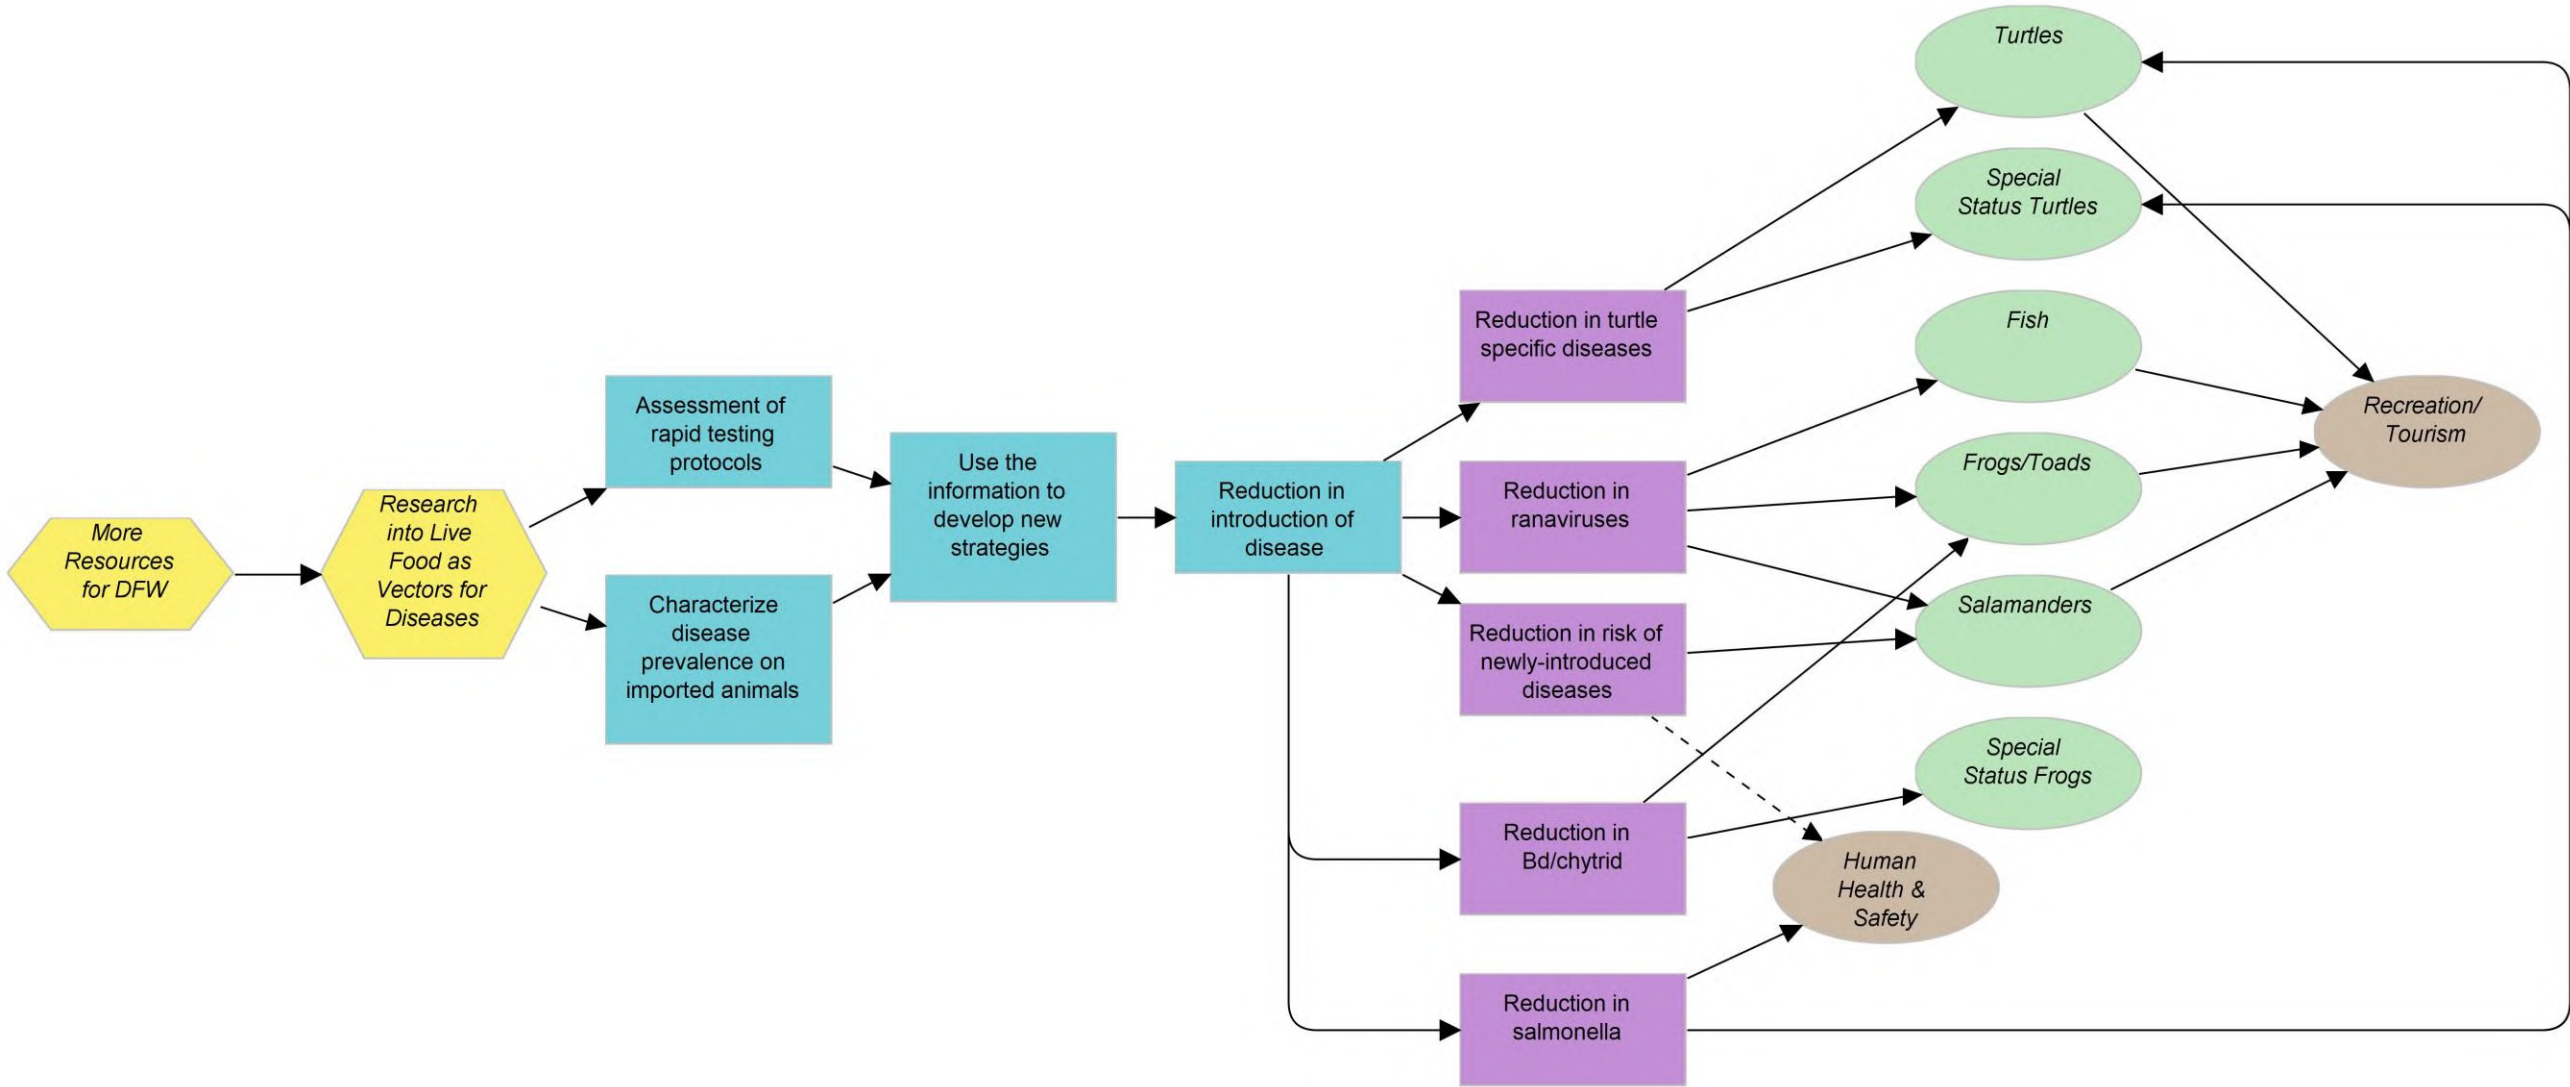 More
Resources
for DFW
Research
into Live
Food as
Vectors for
Diseases
Assessment of
rapid testing
protocols
Characterize
disease
prevalence on
imported animals
Use the
information to
develop new
strategies
Reduction in
introduction of
disease
Reduction in turtle
specific diseases
Reduction in
ranaviruses
Reduction in risk of
newly-introduced
diseases
Reduction in
Bd/chytrid
Reduction in
salmonella
Turtles
Special
Status Turtles
Fish
Frogs/Toads
Salamanders
Special
Status Frogs
Human
Health &
Safety
Recreation/
Tourism